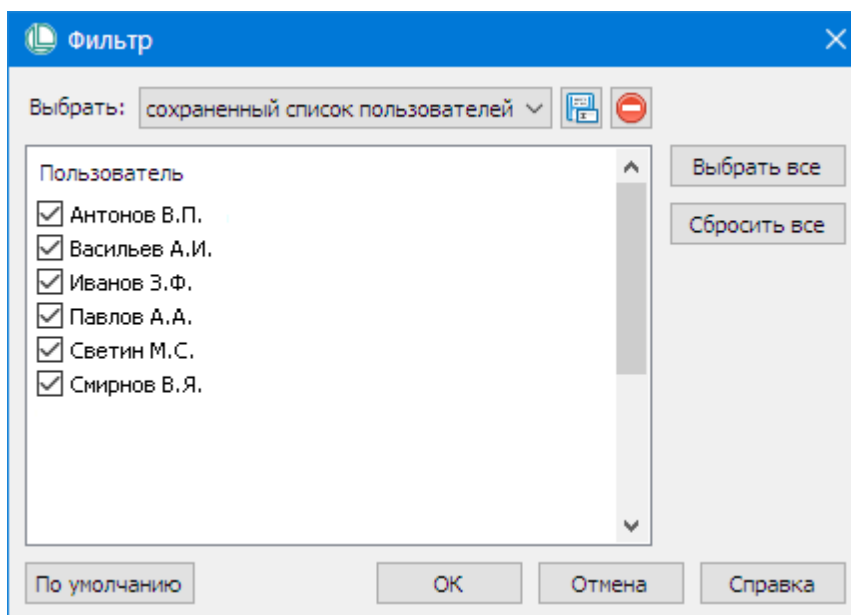 Фильтр
Выбрать: сохраненный список пользователей
Выбрать все
Сбросить все
Пользователь
Антонов В.П.
Васильев А.И.
Иванов З.Ф.
Павлов А.А.
Светин М.С.
Смирнов В.Я.
По умолчанию ОК Отмена Справка